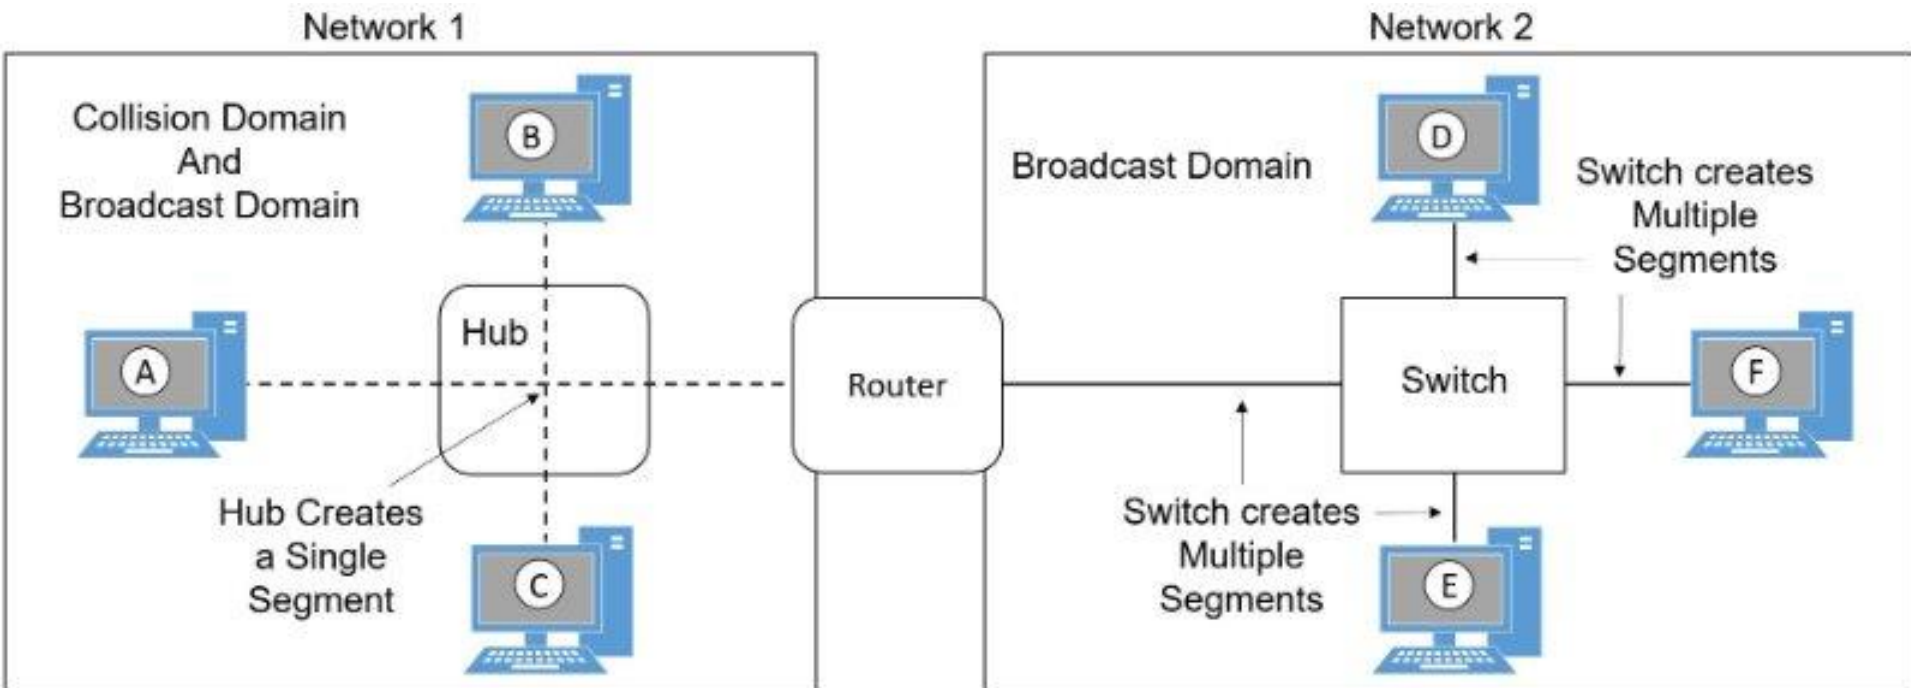 Network 1
Collision Domain
And
Broadcast Domain
B
Hub
A
Hub Creates
a Single
Segment
C
Router
Network 2
Broadcast Domain
D
Switch creates
Multiple
Segments
Switch
F
Switch creates
Multiple
Segments
E